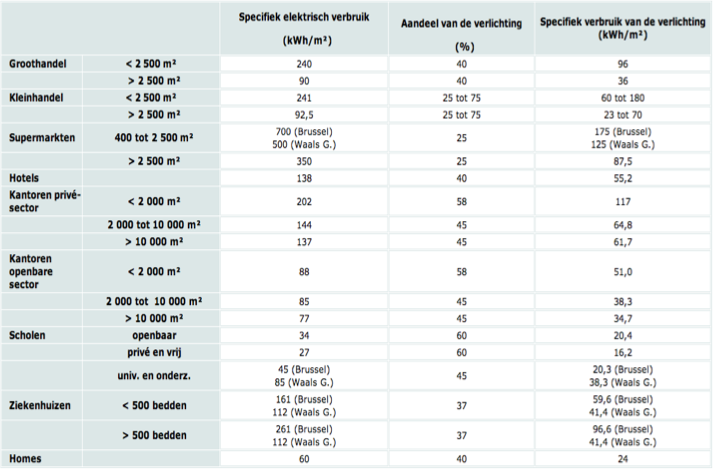 Specifiek elektrisch verbruik
(kWh/m²)
Aandeel van de verlichting
(%)
Specifiek verbruik van de verlichting
(kWh/m²)
Groothandel < 2 500 m² 240 40 96
> 2 500 m² 90 40 36
Kleinhandel < 2 500 m² 241 25 tot 75 60 tot 180
> 2 500 m² 92,5 25 tot 75 23 tot 70
Supermarkten 400 tot 2 500 m² 700 (Brussel) 25 175 (Brussel)
500 (Waals G.) 125 (Waals G.)
> 2 500 m² 350 25 87,5
Hotels 138 40 55,2
Kantoren privé-
sector < 2 000 m² 202 58 117
2 000 tot 10 000 m² 144 45 64,8
> 10 000 m² 137 45 61,7
Kantoren
openbare < 2 000 m² 88 58 51,0
sector
2 000 tot 10 000 m² 85 45 38,3
> 10 000 m² 77 45 34,7
Scholen openbaar 34 60 20,4
privé en vrij 27 60 16,2
univ. en onderz. 45 (Brussel) 45 20,3 (Brussel)
85 (Waals G.) 38,3 (Waals G.)
Ziekenhuizen < 500 bedden 161 (Brussel) 37 59,6 (Brussel)
112 (Waals G.) 41,4 (Waals G.)
> 500 bedden 261 (Brussel) 37 96,6 (Brussel)
112 (Waals G.) 41,4 (Waals G.)
Homes 60 40 24